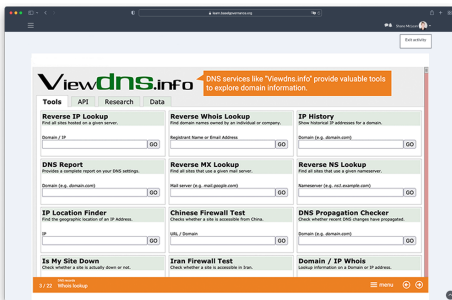 learn.dataedgovernance.org
Exit activity
Viewdns.info
DNS services like "Viewdns.info" provide valuable tools
to explore domain information.
Tools API Research Data
Reverse IP Lookup
Find all sites hosted on a given server.
Domain / IP
GO
Reverse Whois Lookup
Find domain names owned by an individual or company.
Registrant Name or Email Address
GO
IP History
Show historical IP addresses for a domain.
Domain (e.g. domain.com)
GO
DNS Report
Provides a complete report on your DNS settings.
Domain (e.g. domain.com)
GO
Reverse MX Lookup
Find all sites that use a given mail server.
Mail server (e.g. mail.google.com)
GO
Reverse NS Lookup
Find all sites that use a given nameserver.
Nameserver (e.g. ns1.example.com)
GO
IP Location Finder
Find the geographic location of an IP Address.
IP
GO
Chinese Firewall Test
Checks whether a site is accessible from China.
URL / Domain
GO
DNS Propagation Checker
Check whether recent DNS changes have propagated.
Domain (e.g. domain.com)
GO
Is My Site Down
Check whether a site is actually down or not.
Iran Firewall Test
Check whether a site is accessible in Iran.
Domain / IP Whois
Lookup information on a Domain or IP address.
3 / 22
Whois lookup
menu